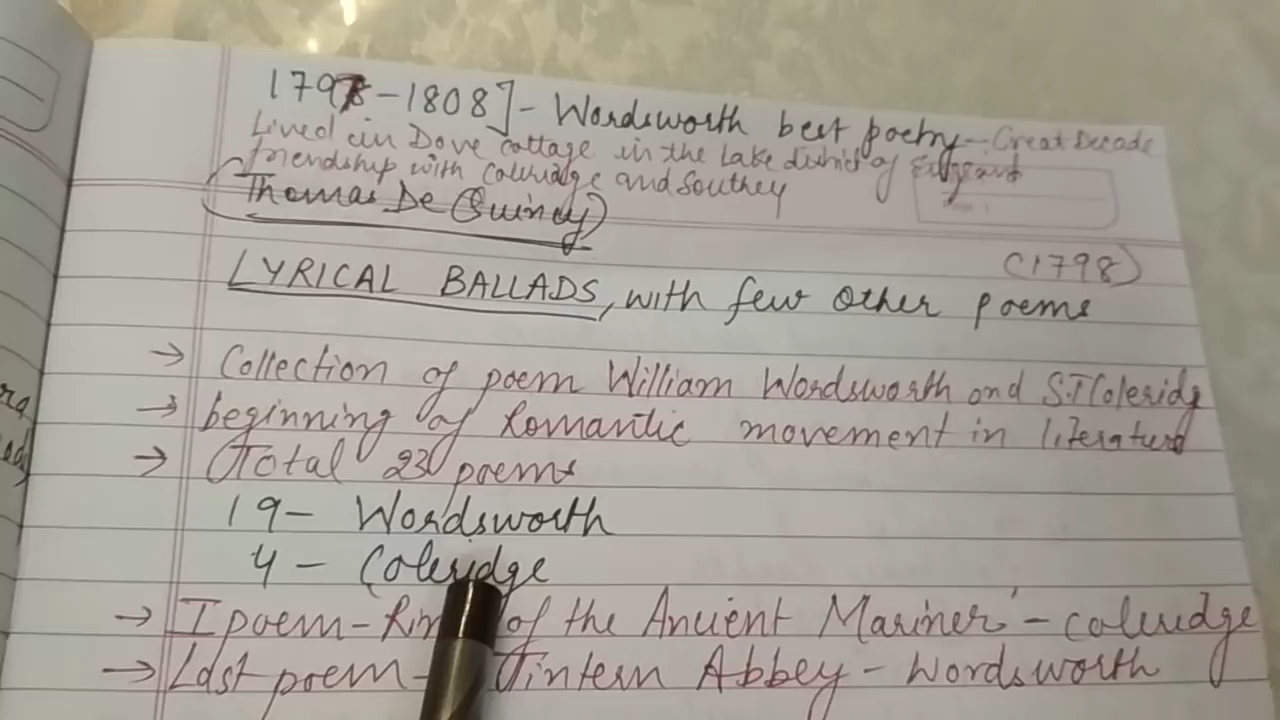 1798-1808] - Wordsworth best poetry - Great Decade
Lived in Dove cottage in the Lake district of England
friendship with Coleridge and Southey
Thomas De Quincy
(1798)
LYRICAL BALLADS, with few other poems
→ Collection of poem William Wordsworth and S.T Coleridg
→ beginning of Romantic movement in literature
→ Total 23 poems
19 - Wordsworth
4 - Coleridge
→ I poem - of the Ancient Mariner - Coleridge
→ Last poem - Tintern Abbey - Wordsworth